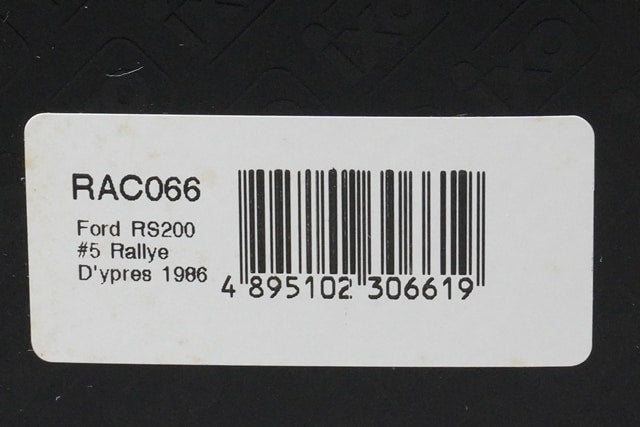 RAC066
Ford RS200
#5 Rallye
D'ypres 1986
4 895102 306619